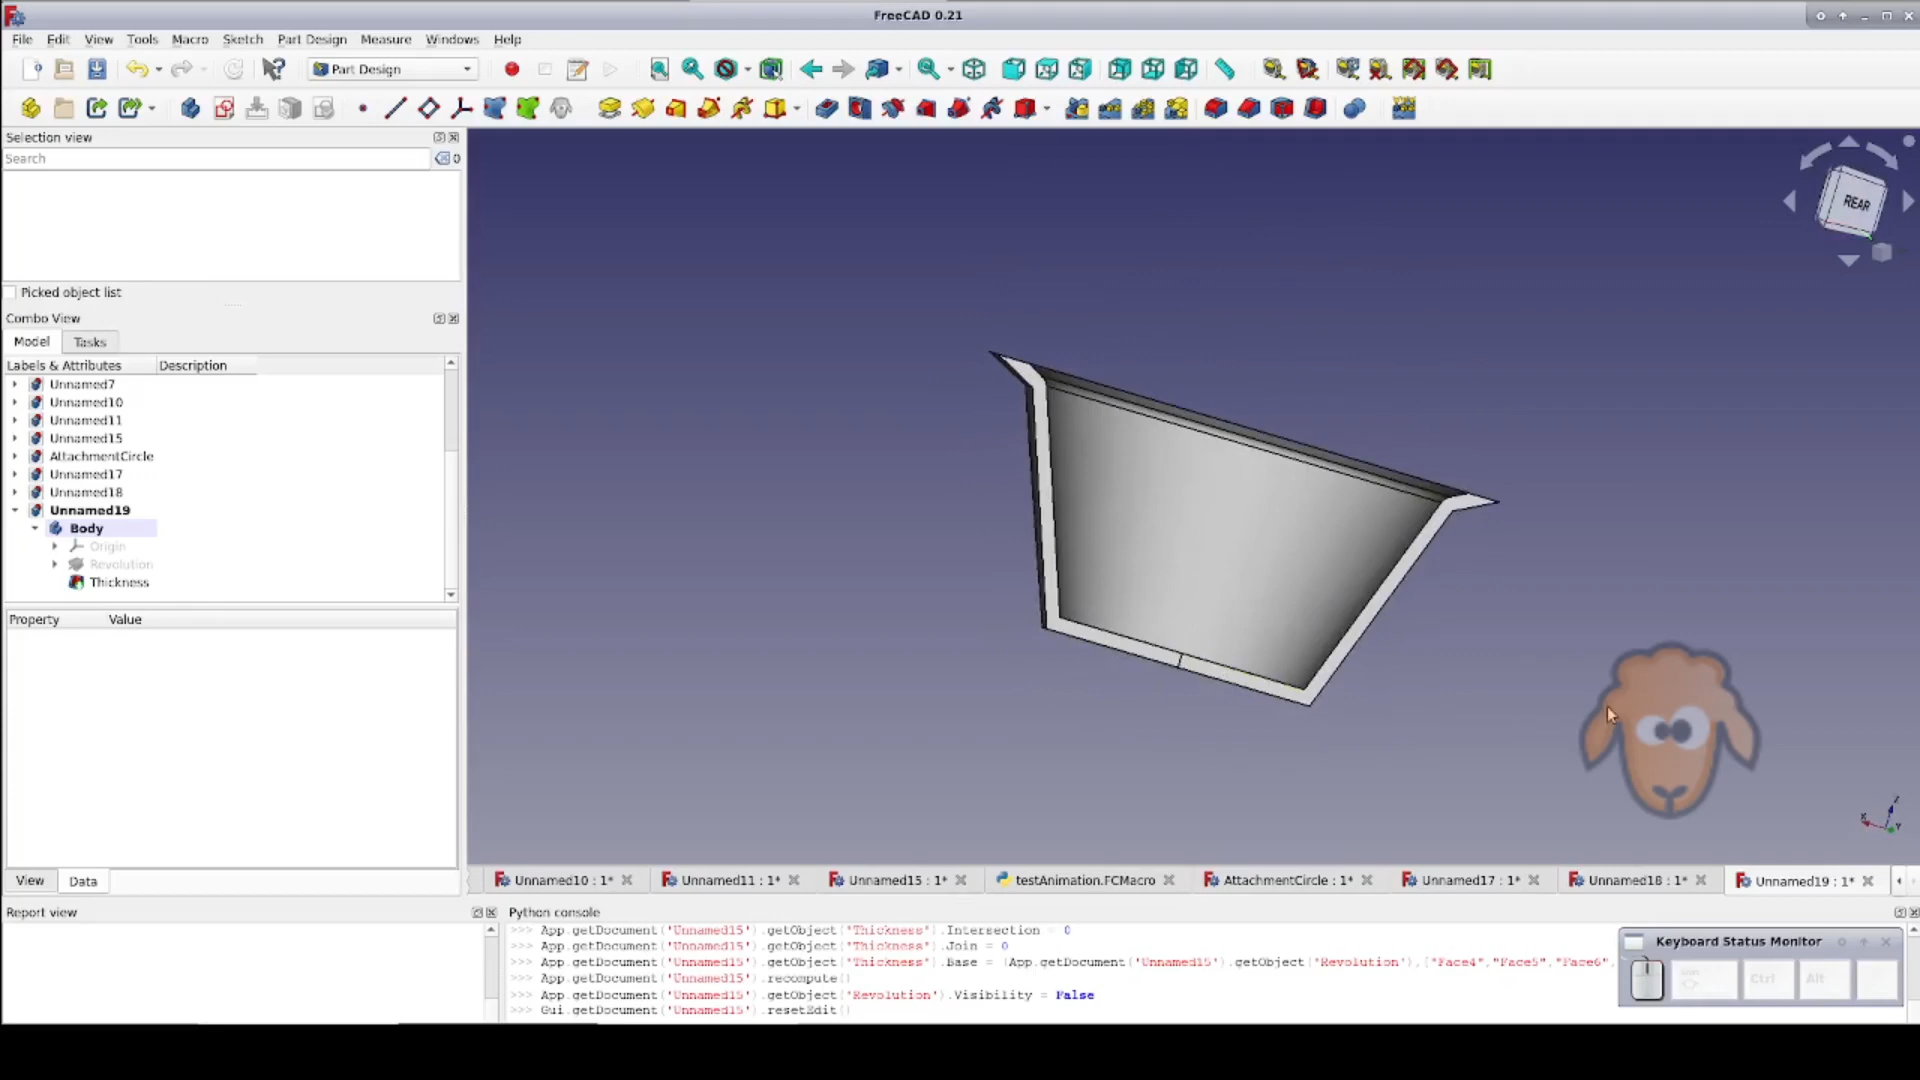 FreeCAD 0.21
File Edit View Tools Macro Sketch Part Design Measure Windows Help
Part Design
Selection view
Search
0
Picked object list
Combo View
Model Tasks
Labels & Attributes Description
Unnamed7
Unnamed10
Unnamed11
Unnamed15
AttachmentCircle
Unnamed17
Unnamed18
Unnamed19
Body
Origin
Revolution
Thickness
Property Value
View Data
REAR
Z
X
Y
Unnamed10 : 1* Unnamed11 : 1* Unnamed15 : 1* testAnimation.FCMacro AttachmentCircle : 1* Unnamed17 : 1* Unnamed18 : 1* Unnamed19 : 1*
Report view
Python console
>>> App.getDocument('Unnamed15').getObject('Thickness').Intersection = 0
>>> App.getDocument('Unnamed15').getObject('Thickness').Join = 0
>>> App.getDocument('Unnamed15').getObject('Thickness').Base = (App.getDocument('Unnamed15').getObject('Revolution'),["Face4","Face5","Face6",
>>> App.getDocument('Unnamed15').recompute()
>>> App.getDocument('Unnamed15').getObject('Revolution').Visibility = False
>>> Gui.getDocument('Unnamed15').resetEdit()
Keyboard Status Monitor
Ctrl Alt